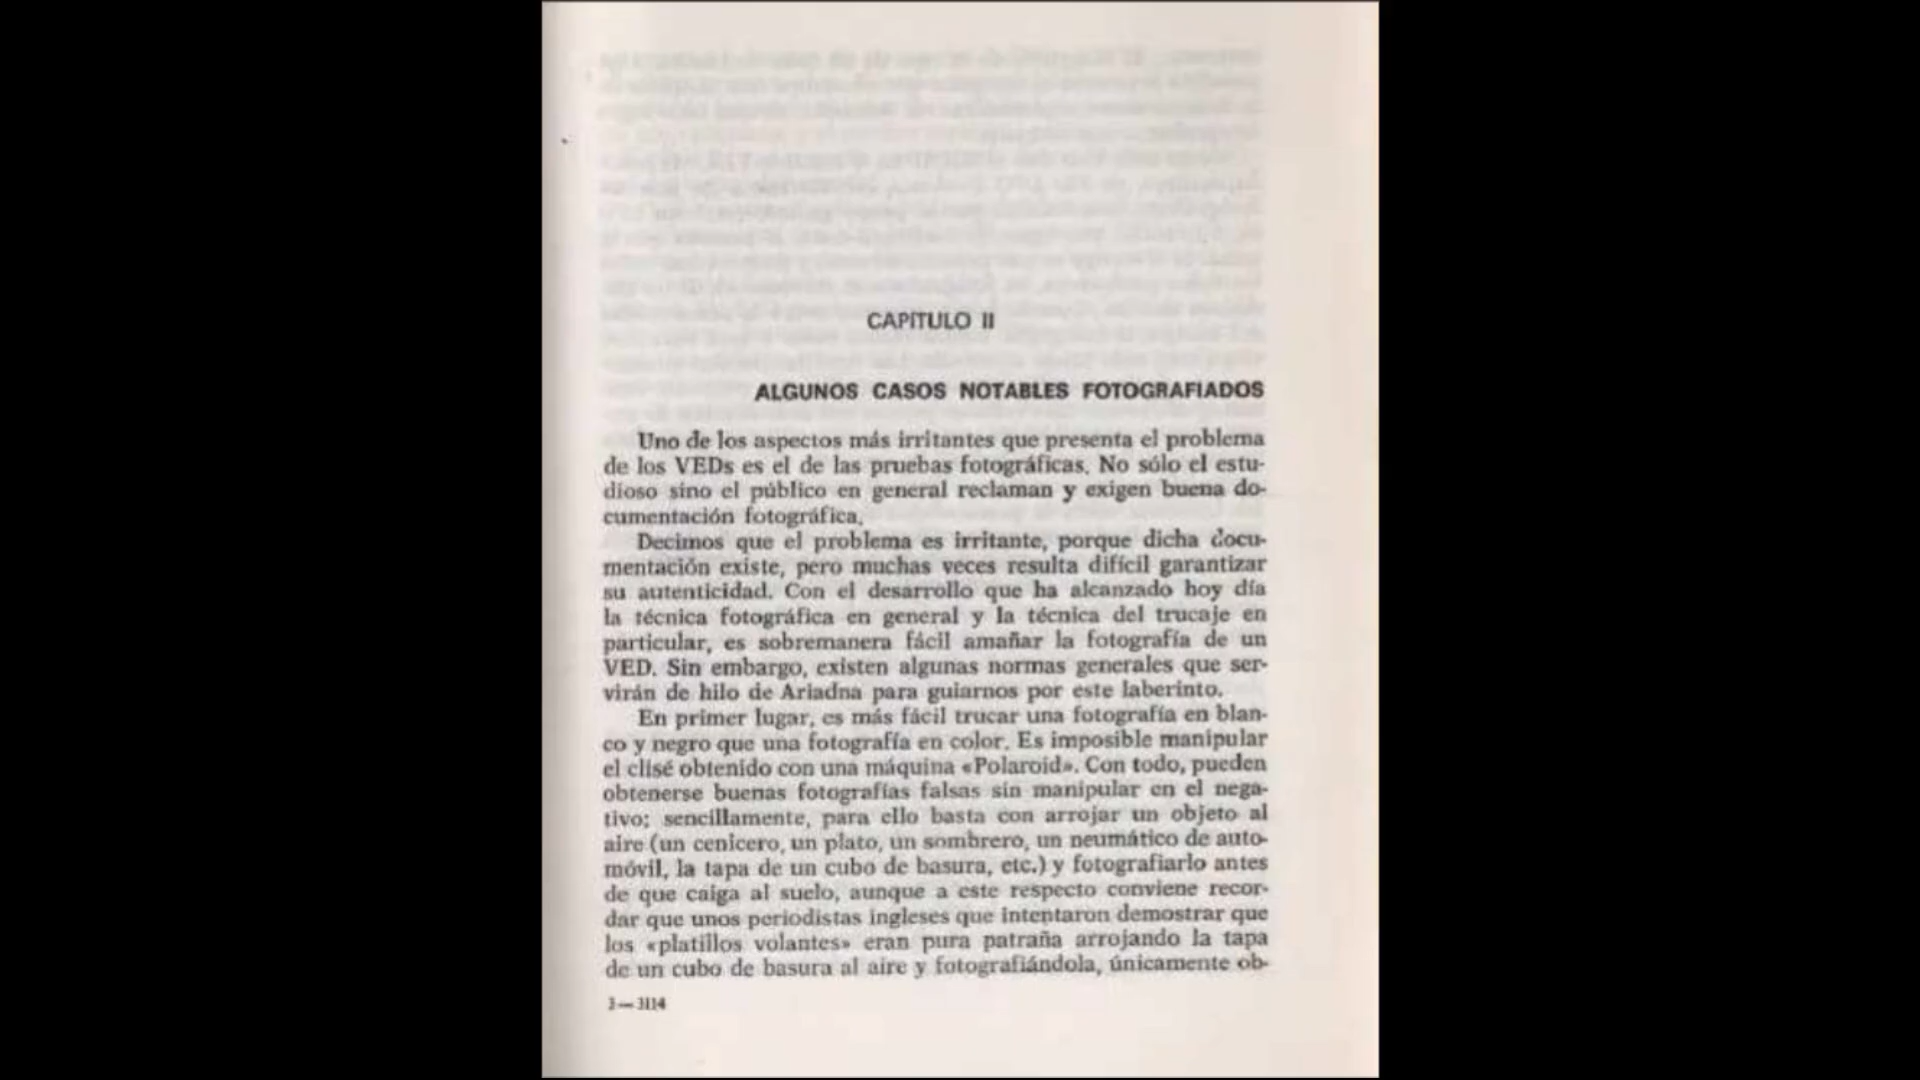 CAPITULO II
ALGUNOS CASOS NOTABLES FOTOGRAFIADOS
Uno de los aspectos más irritantes que presenta el problema
de los VEDs es el de las pruebas fotográficas. No sólo el estu-
dioso sino el público en general reclaman y exigen buena do-
cumentación fotográfica.
Decimos que el problema es irritante, porque dicha docu-
mentación existe, pero muchas veces resulta difícil garantizar
su autenticidad. Con el desarrollo que ha alcanzado hoy día
la técnica fotográfica en general y la técnica del trucaje en
particular, es sobremanera fácil amañar la fotografía de un
VED. Sin embargo, existen algunas normas generales que ser-
virán de hilo de Ariadna para guiarnos por este laberinto.
En primer lugar, es más fácil trucar una fotografía en blan-
co y negro que una fotografía en color. Es imposible manipular
el clisé obtenido con una máquina «Polaroid». Con todo, pueden
obtenerse buenas fotografías falsas sin manipular en el nega-
tivo; sencillamente, para ello basta con arrojar un objeto al
aire (un cenicero, un plato, un sombrero, un neumático de auto-
móvil, la tapa de un cubo de basura, etc.) y fotografiarlo antes
de que caiga al suelo, aunque a este respecto conviene recor-
dar que unos periodistas ingleses que intentaron demostrar que
los «platillos volantes» eran pura patraña arrojando la tapa
de un cubo de basura al aire y fotografiándola, únicamente ob-
3—3114